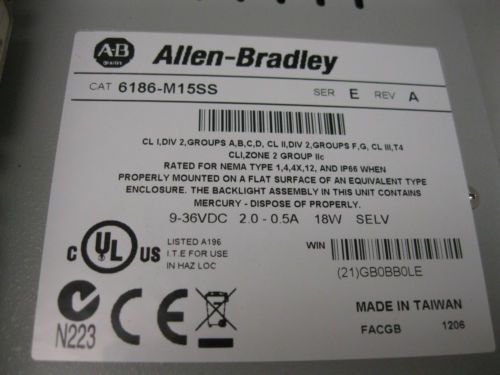 A·B
QUALITY
Allen-Bradley
CAT 6186-M15SS SER E REV A
CL I,DIV 2,GROUPS A,B,C,D, CL II,DIV 2,GROUPS F,G, CL III,T4
CLI,ZONE 2 GROUP IIc
RATED FOR NEMA TYPE 1,4,4X,12, AND IP66 WHEN
PROPERLY MOUNTED ON A FLAT SURFACE OF AN EQUIVALENT TYPE
ENCLOSURE. THE BACKLIGHT ASSEMBLY IN THIS UNIT CONTAINS
MERCURY - DISPOSE OF PROPERLY.
9-36VDC 2.0 - 0.5A 18W SELV
C UL US
LISTED A196
I.T.E FOR USE
IN HAZ LOC
WIN
(21)GB0BB0LE
N223
CE
MADE IN TAIWAN
FACGB 1206